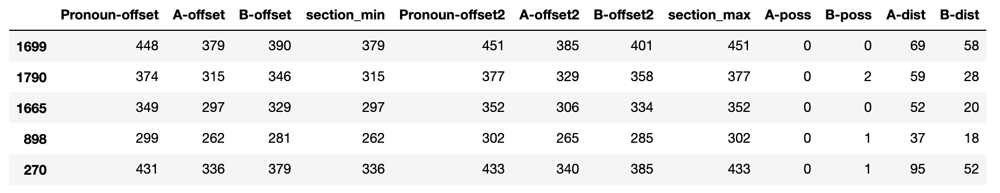 Pronoun-offset A-offset B-offset section_min Pronoun-offset2 A-offset2 B-offset2 section_max A-poss B-poss A-dist B-dist
1699 448 379 390 379 451 385 401 451 0 0 69 58
1790 374 315 346 315 377 329 358 377 0 2 59 28
1665 349 297 329 297 352 306 334 352 0 0 52 20
898 299 262 281 262 302 265 285 302 0 1 37 18
270 431 336 379 336 433 340 385 433 0 1 95 52